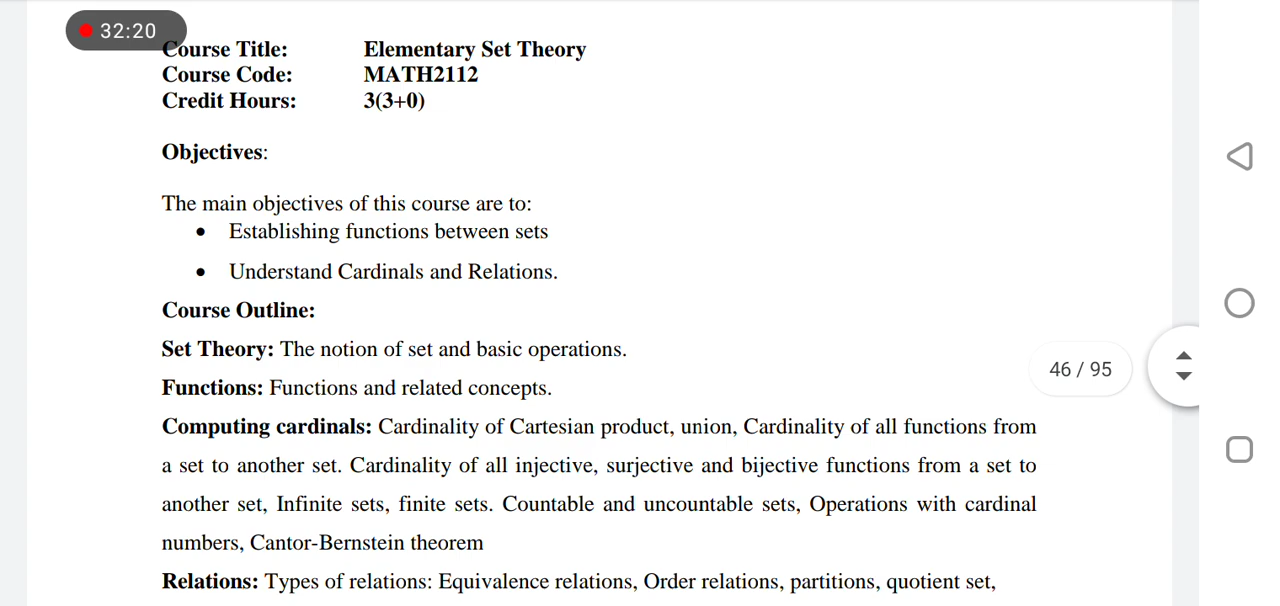 32:20
Course Title: Elementary Set Theory
Course Code: MATH2112
Credit Hours: 3(3+0)
Objectives:
The main objectives of this course are to:
• Establishing functions between sets
• Understand Cardinals and Relations.
Course Outline:
Set Theory: The notion of set and basic operations.
Functions: Functions and related concepts.
46 / 95
Computing cardinals: Cardinality of Cartesian product, union, Cardinality of all functions from
a set to another set. Cardinality of all injective, surjective and bijective functions from a set to
another set, Infinite sets, finite sets. Countable and uncountable sets, Operations with cardinal
numbers, Cantor-Bernstein theorem
Relations: Types of relations: Equivalence relations, Order relations, partitions, quotient set,